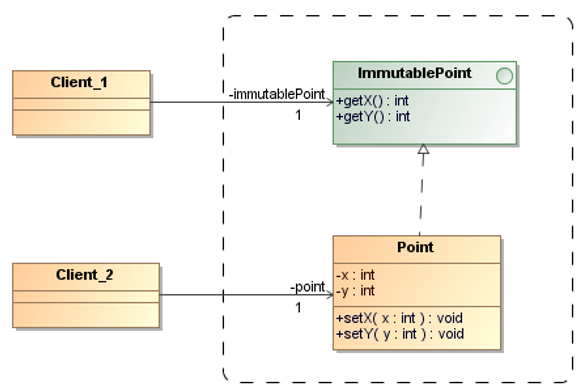 Client_1
-immutablePoint
1
ImmutablePoint
+getX() : int
+getY() : int
Client_2
-point
1
Point
-x : int
-y : int
+setX( x : int ) : void
+setY( y : int ) : void